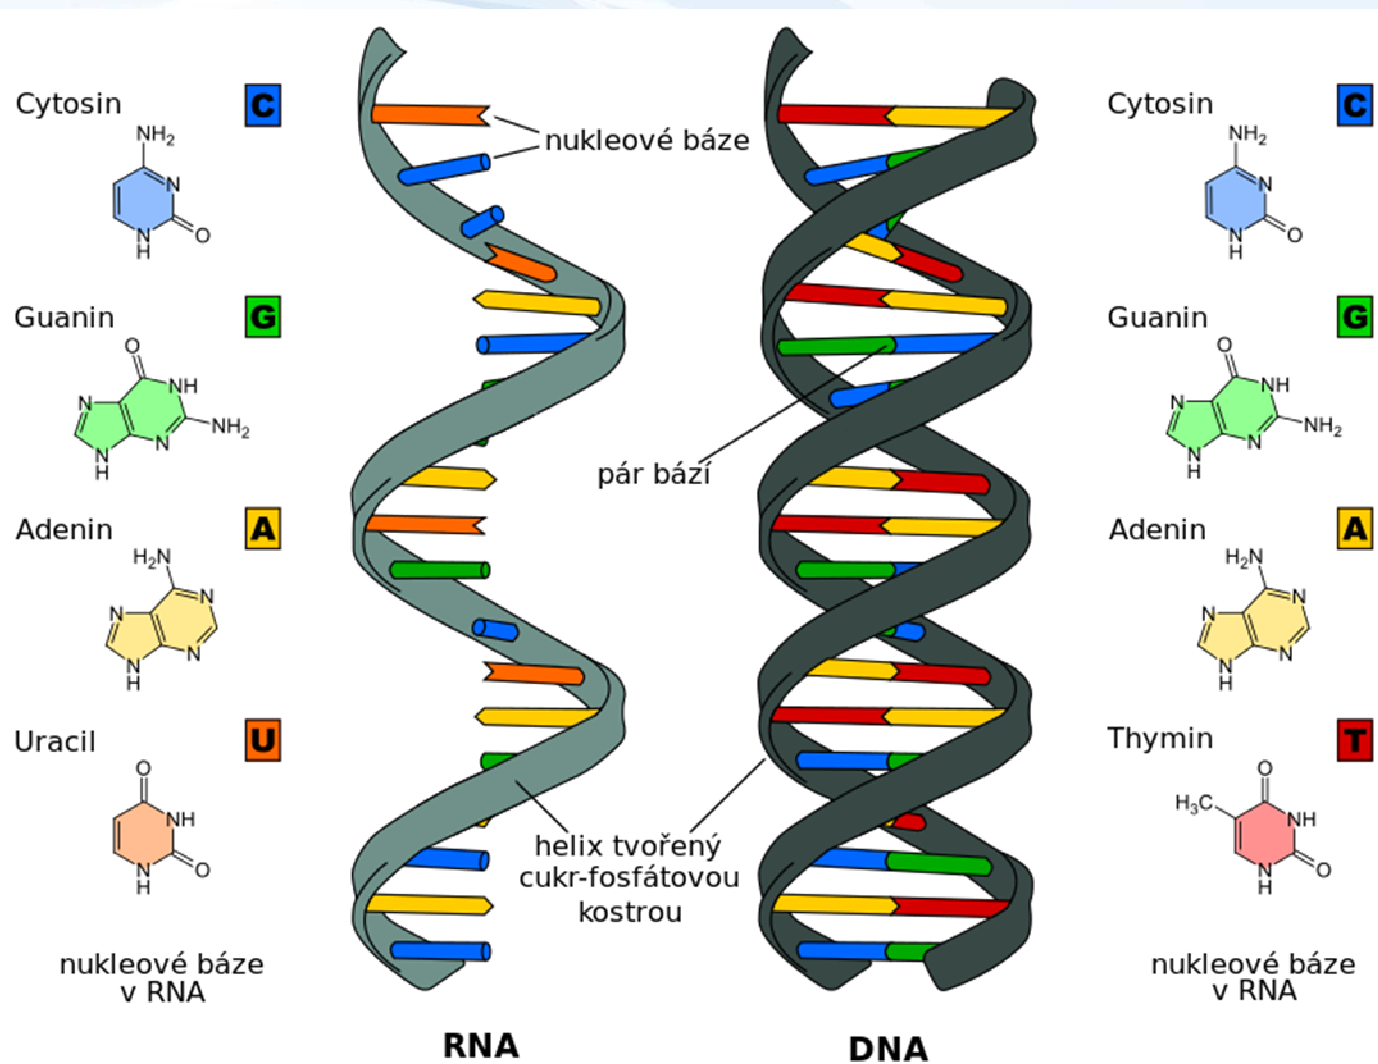 Cytosin
C
NH₂
N
N
H
O
Guanin
G
O
NH
N
NH₂
N
N
H
Adenin
A
H₂N
N
N
N
N
H
Uracil
U
O
NH
N
H
O
nukleové báze
v RNA
nukleové báze
pár bází
helix tvořený
cukr-fosfátovou
kostrou
RNA
DNA
Cytosin
C
NH₂
N
N
H
O
Guanin
G
O
NH
N
NH₂
N
N
H
Adenin
A
H₂N
N
N
N
N
H
Thymin
T
O
H₃C
NH
N
H
O
nukleové báze
v RNA